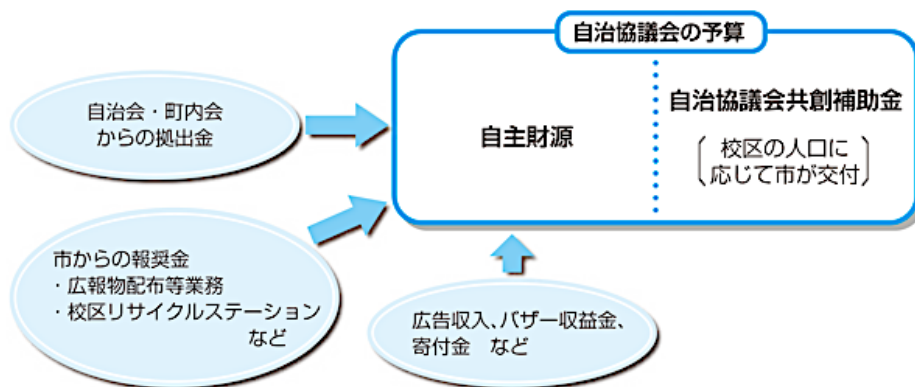 自治協議会の予算
自治会・町内会
からの拠出金
自主財源
自治協議会共創補助金
校区の人口に
応じて市が交付
市からの報奨金
・広報物配布等業務
・校区リサイクルステーション
など
広告収入、バザー収益金、
寄付金　など